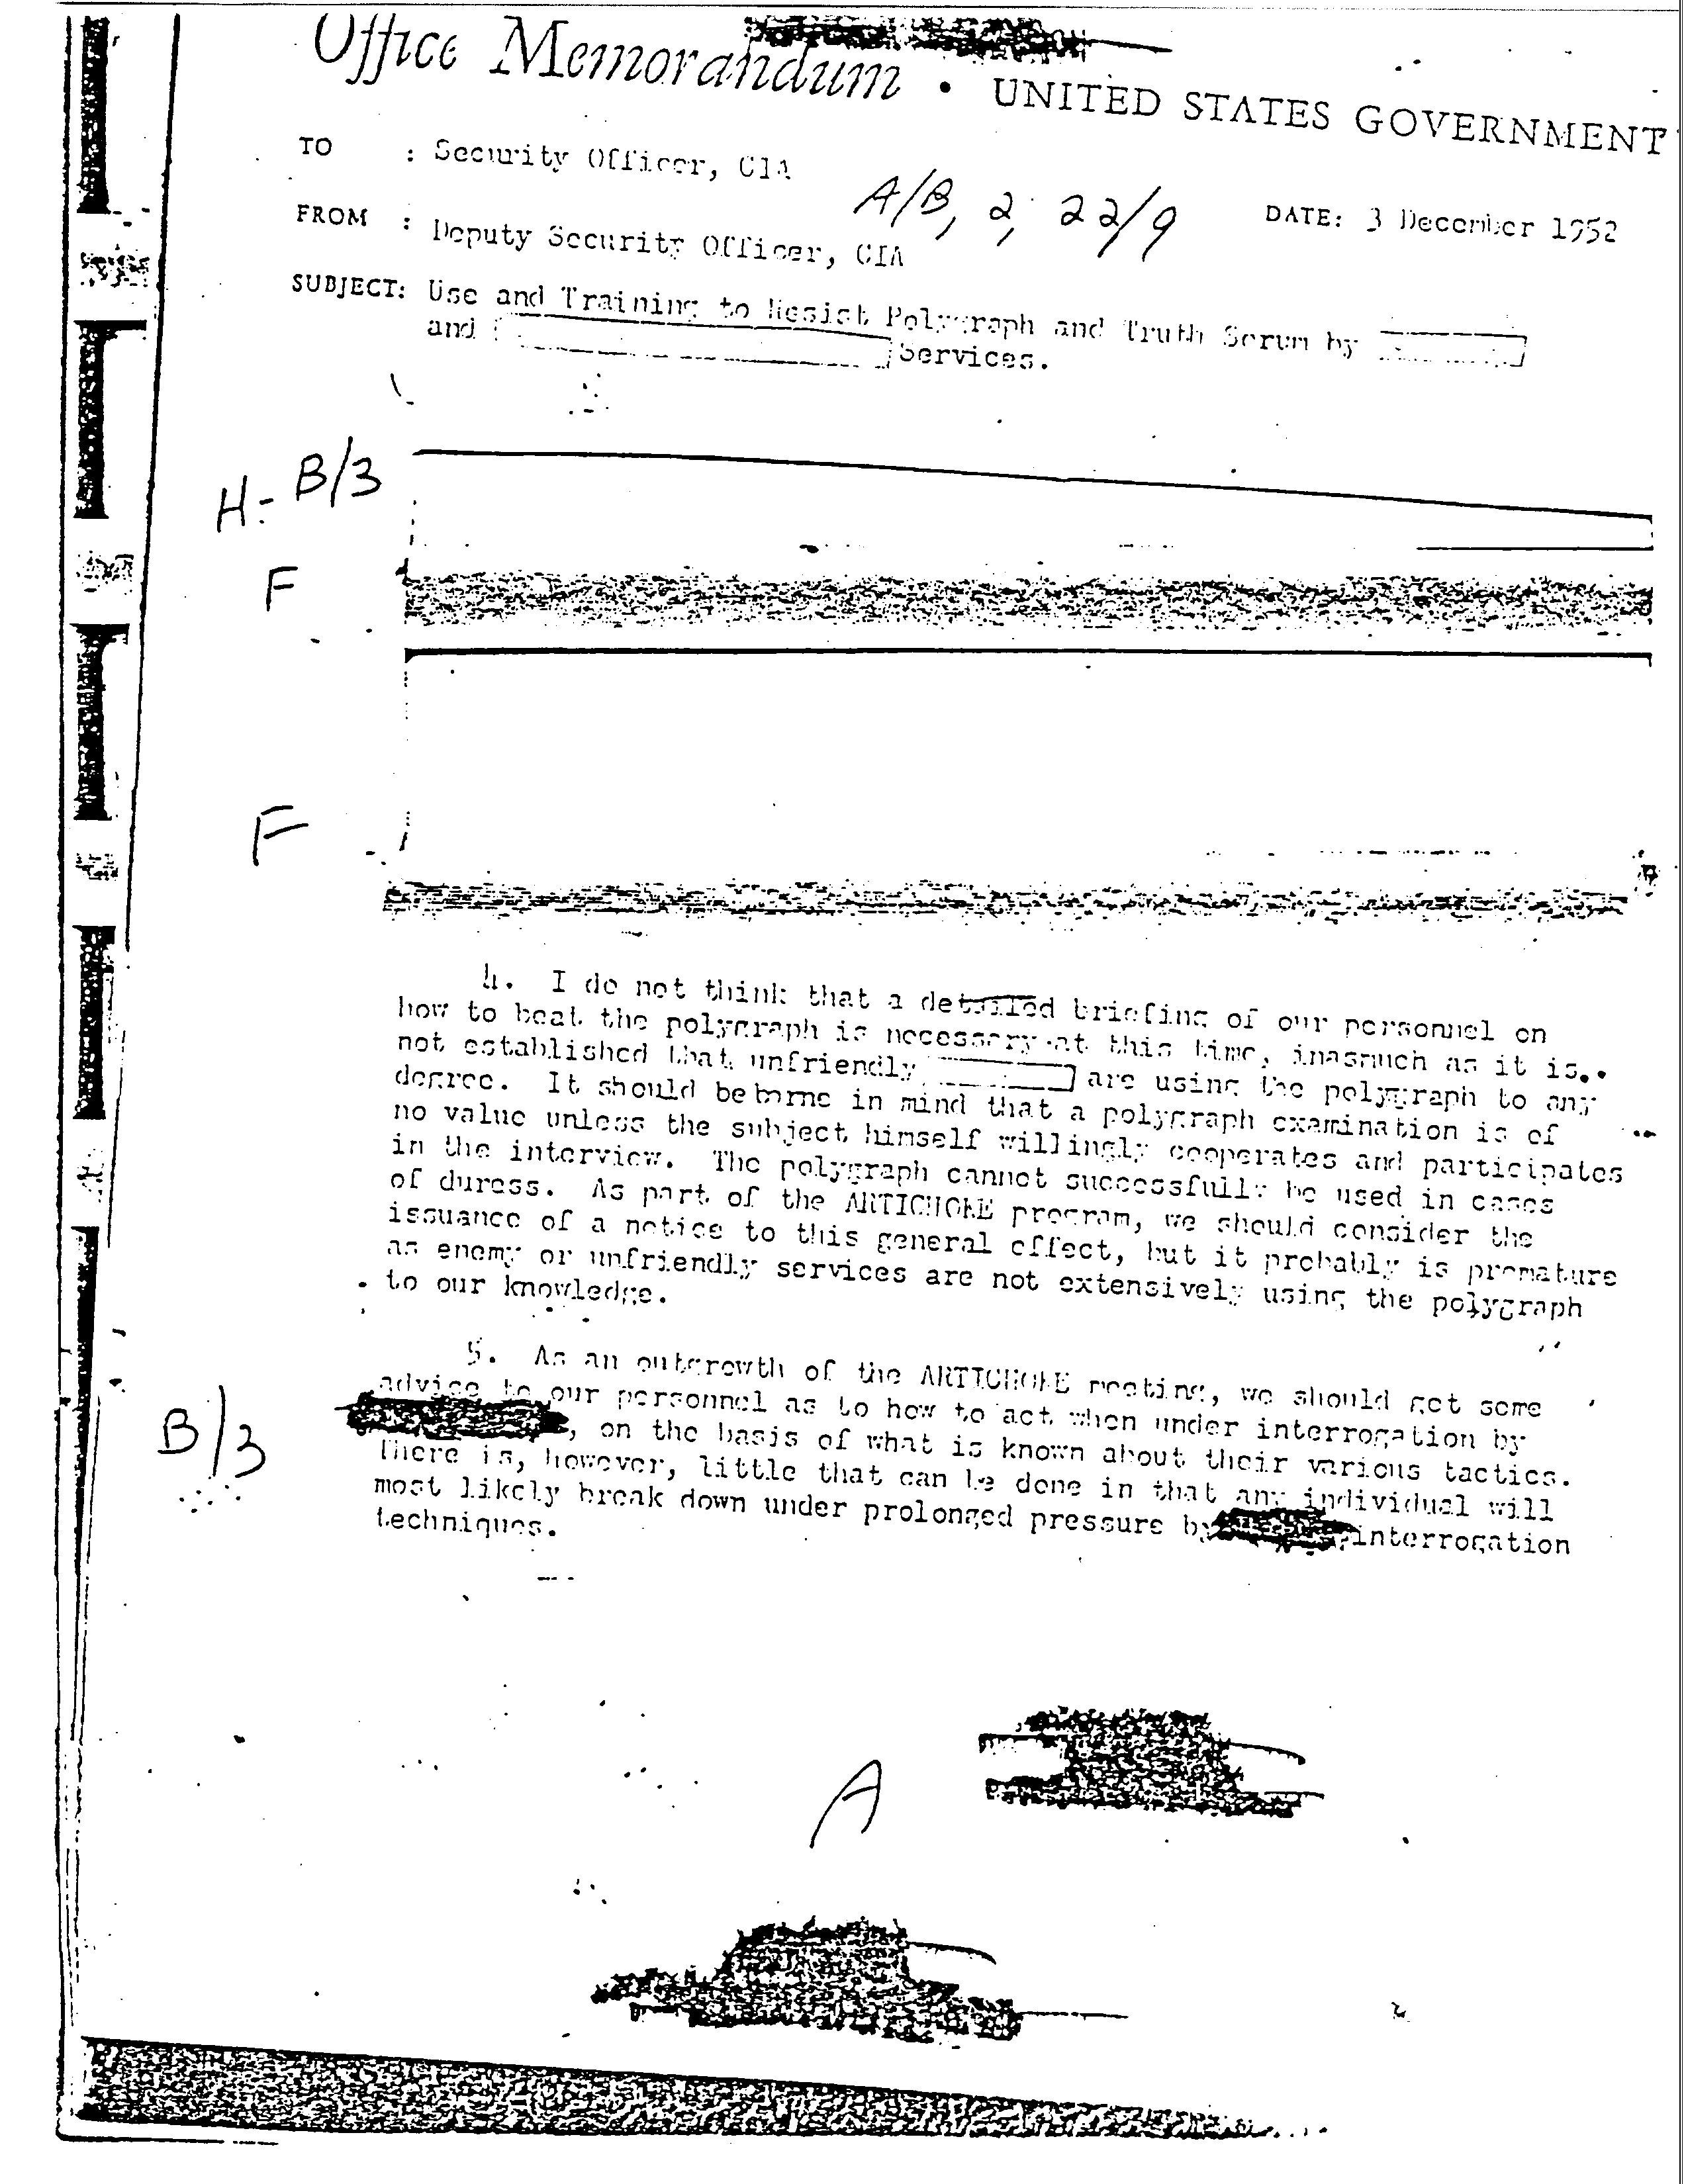 Office Memorandum • UNITED STATES GOVERNMENT
TO : Security Officer, CIA
A/B, 2, 22/9
DATE: 3 December 1952
FROM : Deputy Security Officer, CIA
SUBJECT: Use and Training to Resist Polygraph and Truth Serum by
and Services.
H-B/3
F
F
4. I do not think that a detailed briefing of our personnel on
how to beat the polygraph is necessary at this time, inasmuch as it is
not established that unfriendly are using the polygraph to any
degree. It should be borne in mind that a polygraph examination is of
no value unless the subject himself willingly cooperates and participates
in the interview. The polygraph cannot successfully be used in cases
of duress. As part of the ARTICHOKE program, we should consider the
issuance of a notice to this general effect, but it probably is premature
as enemy or unfriendly services are not extensively using the polygraph
to our knowledge.
5. As an outgrowth of the ARTICHOKE meeting, we should get some
advice to our personnel as to how to act when under interrogation by
B/3
, on the basis of what is known about their various tactics.
There is, however, little that can be done in that any individual will
most likely break down under prolonged pressure by interrogation
techniques.
A